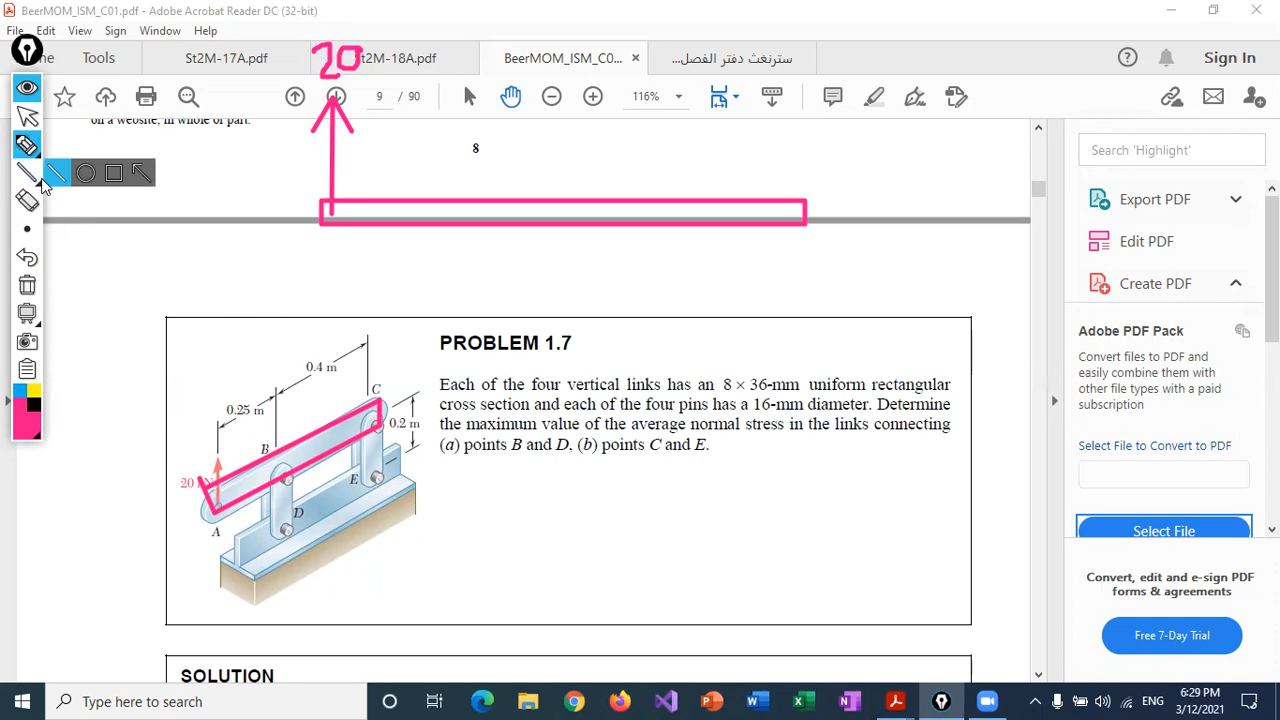 BeerMOM_ISM_C01.pdf - Adobe Acrobat Reader DC (32-bit)
File Edit View Sign Window Help
Tools St2M-17A.pdf St2M-18A.pdf BeerMOM_ISM_C0... × سترنغث دفتر الفصل... Sign In
20
9 / 90 116%
on a website, in whole or part.
8
Search 'Highlight'
Export PDF
Edit PDF
Create PDF
Adobe PDF Pack
Convert files to PDF and
easily combine them with
other file types with a paid
subscription
Select File to Convert to PDF
Select File
Convert, edit and e-sign PDF
forms & agreements
Free 7-Day Trial
PROBLEM 1.7
Each of the four vertical links has an 8 × 36-mm uniform rectangular
cross section and each of the four pins has a 16-mm diameter. Determine
the maximum value of the average normal stress in the links connecting
(a) points B and D, (b) points C and E.
0.4 m
C
0.25 m
0.2 m
B
20
E
D
A
SOLUTION
Type here to search
ENG
6:29 PM
3/12/2021